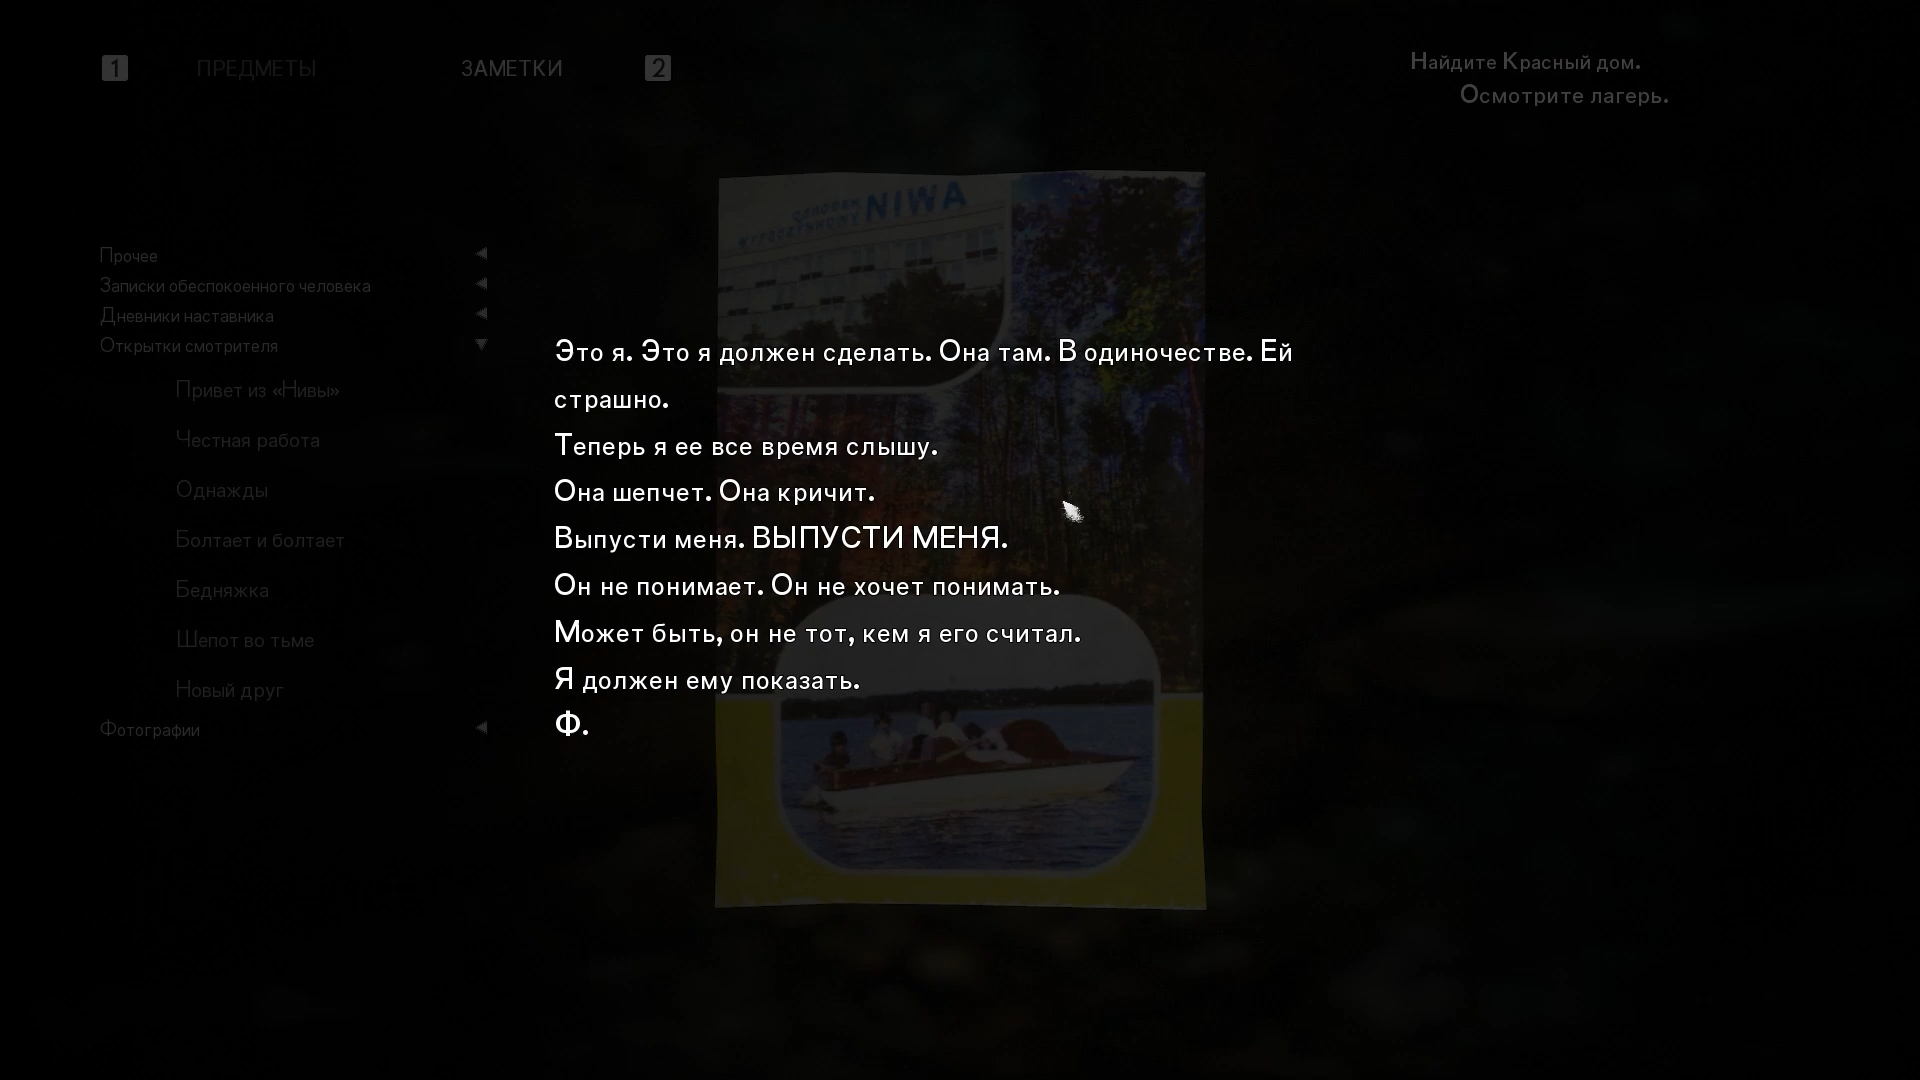 1 ПРЕДМЕТЫ ЗАМЕТКИ 2
Найдите Красный дом.
Осмотрите лагерь.
OŚRODEK
WYPOCZYNKOWY NIWA
Прочее
Записки обеспокоенного человека
Дневники наставника
Открытки смотрителя
Привет из «Нивы»
Честная работа
Однажды
Болтает и болтает
Бедняжка
Шепот во тьме
Новый друг
Фотографии
Это я. Это я должен сделать. Она там. В одиночестве. Ей
страшно.
Теперь я ее все время слышу.
Она шепчет. Она кричит.
Выпусти меня. ВЫПУСТИ МЕНЯ.
Он не понимает. Он не хочет понимать.
Может быть, он не тот, кем я его считал.
Я должен ему показать.
Ф.